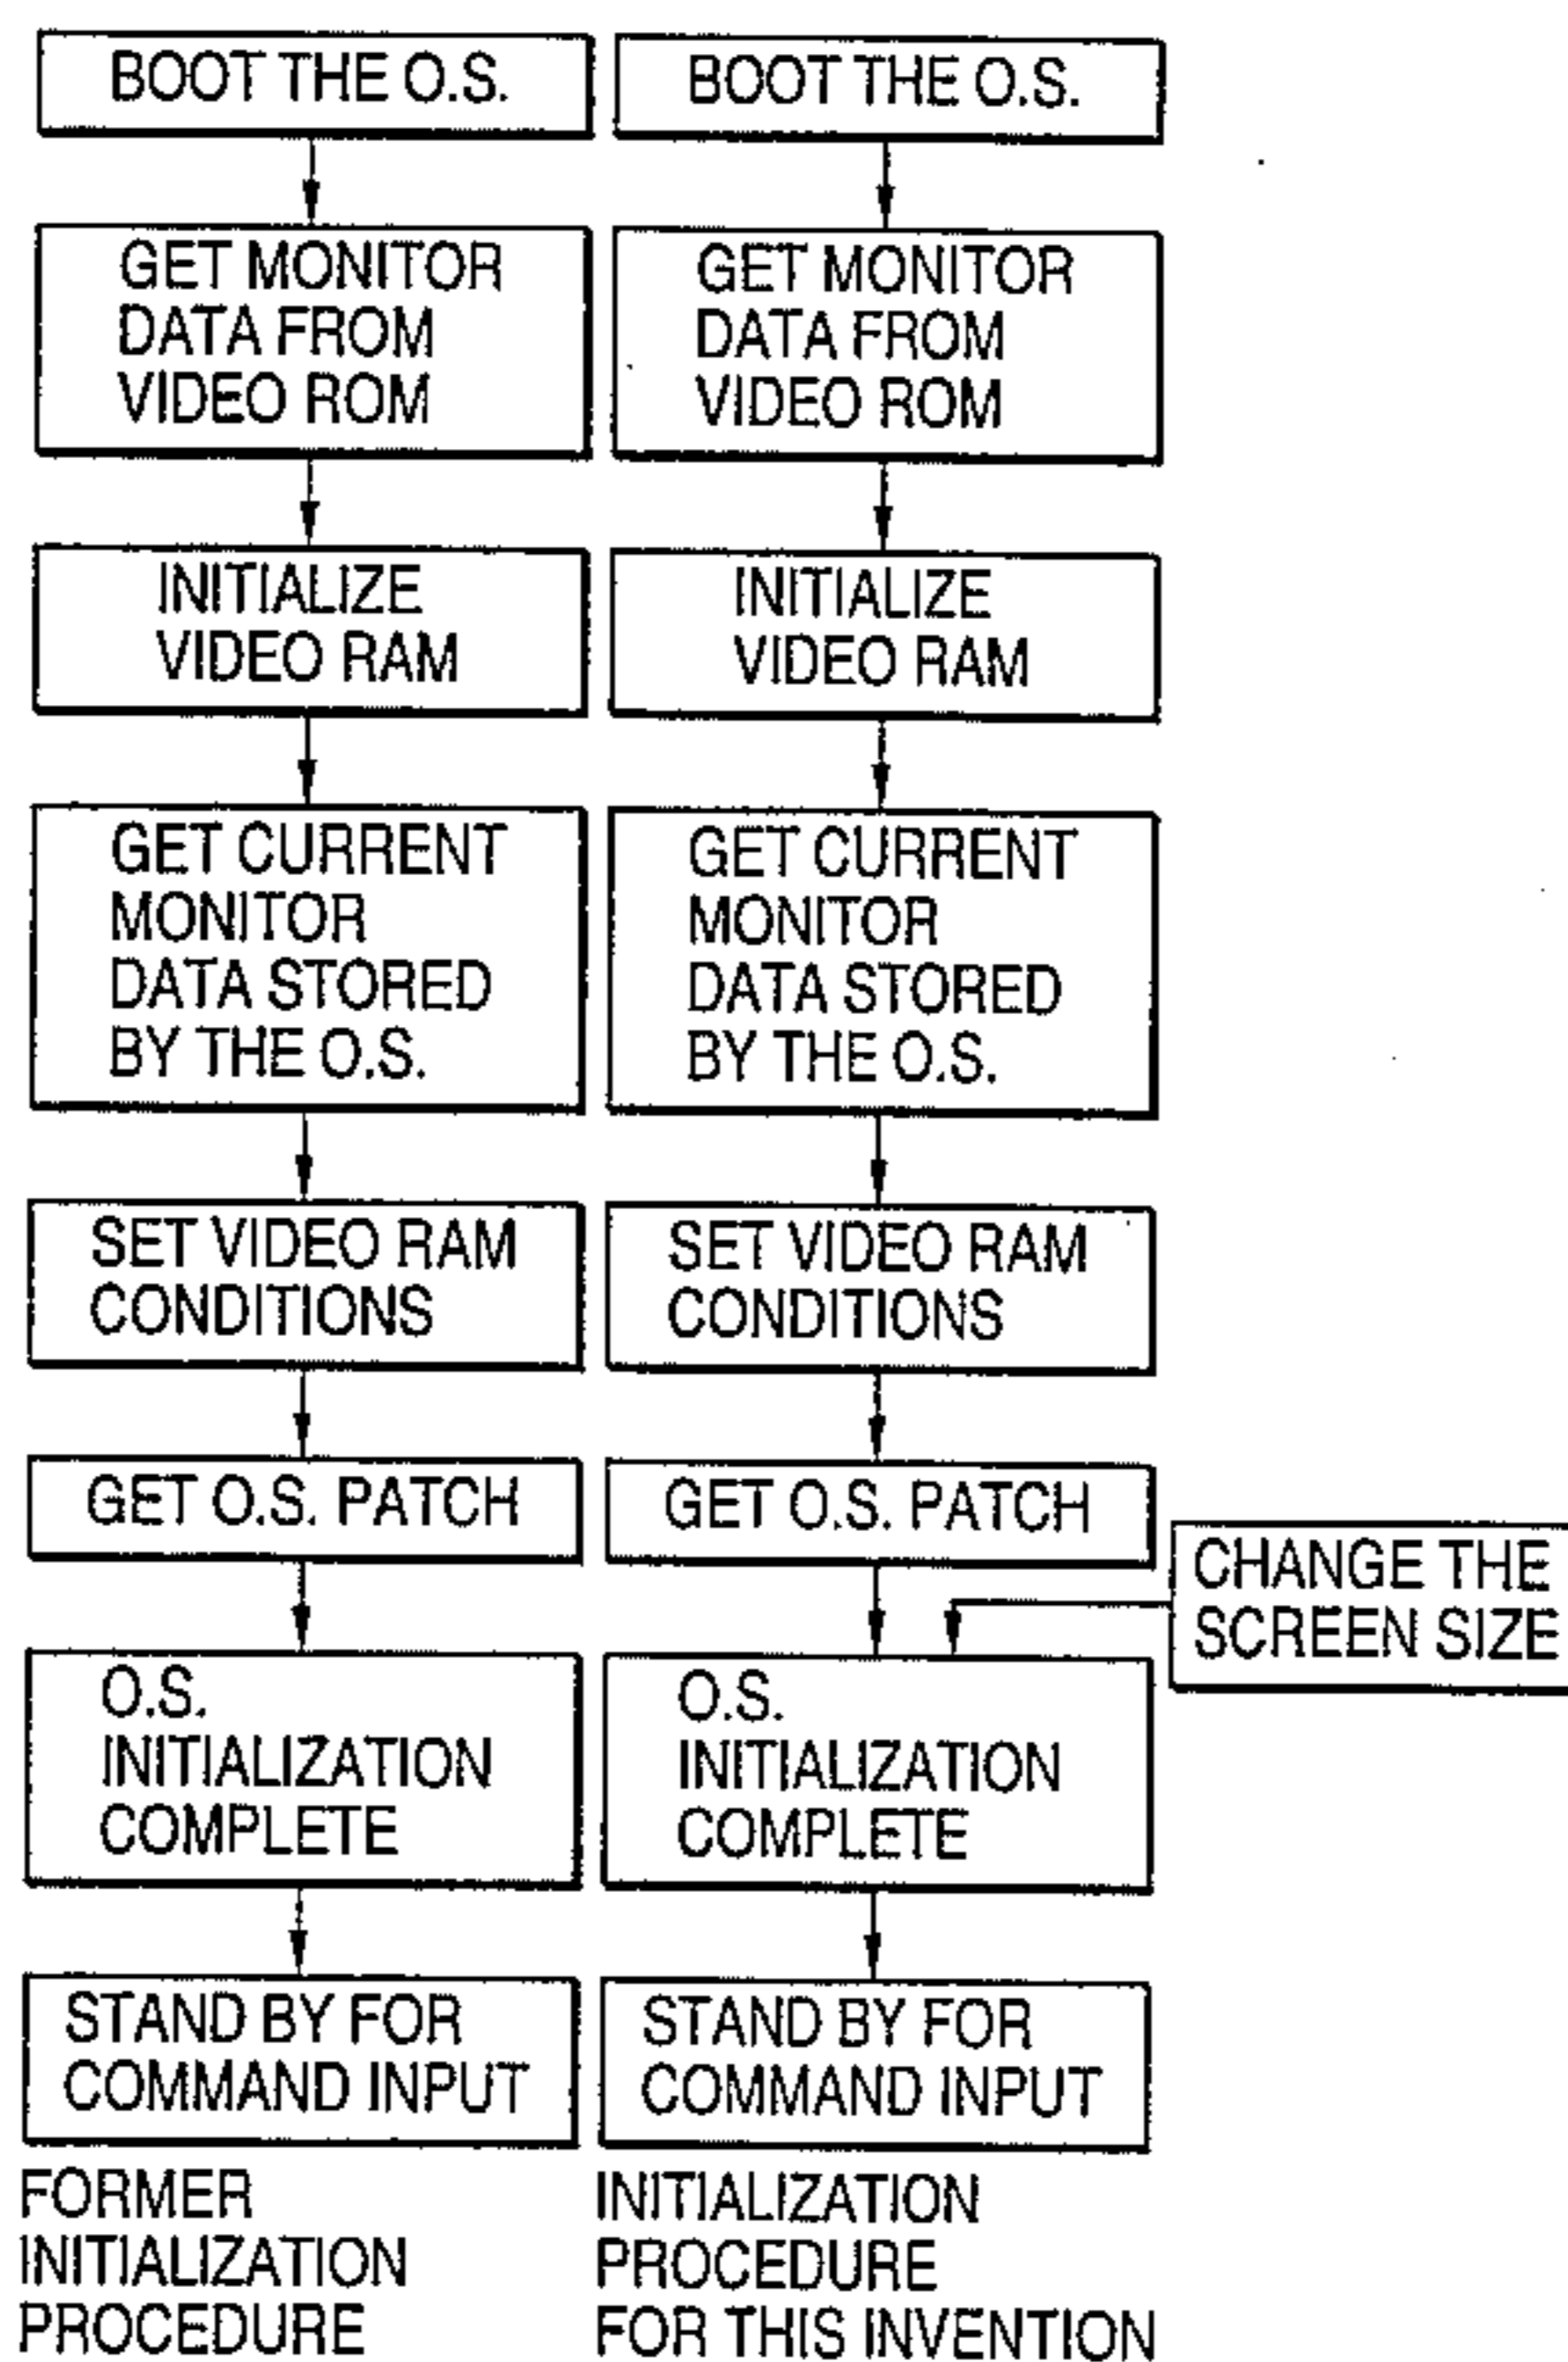 BOOT THE O.S.
GET MONITOR
DATA FROM
VIDEO ROM
INITIALIZE
VIDEO RAM
GET CURRENT
MONITOR
DATA STORED
BY THE O.S.
SET VIDEO RAM
CONDITIONS
GET O.S. PATCH
O.S.
INITIALIZATION
COMPLETE
STAND BY FOR
COMMAND INPUT
FORMER
INITIALIZATION
PROCEDURE
BOOT THE O.S.
GET MONITOR
DATA FROM
VIDEO ROM
INITIALIZE
VIDEO RAM
GET CURRENT
MONITOR
DATA STORED
BY THE O.S.
SET VIDEO RAM
CONDITIONS
GET O.S. PATCH
CHANGE THE
SCREEN SIZE
O.S.
INITIALIZATION
COMPLETE
STAND BY FOR
COMMAND INPUT
INITIALIZATION
PROCEDURE
FOR THIS INVENTION